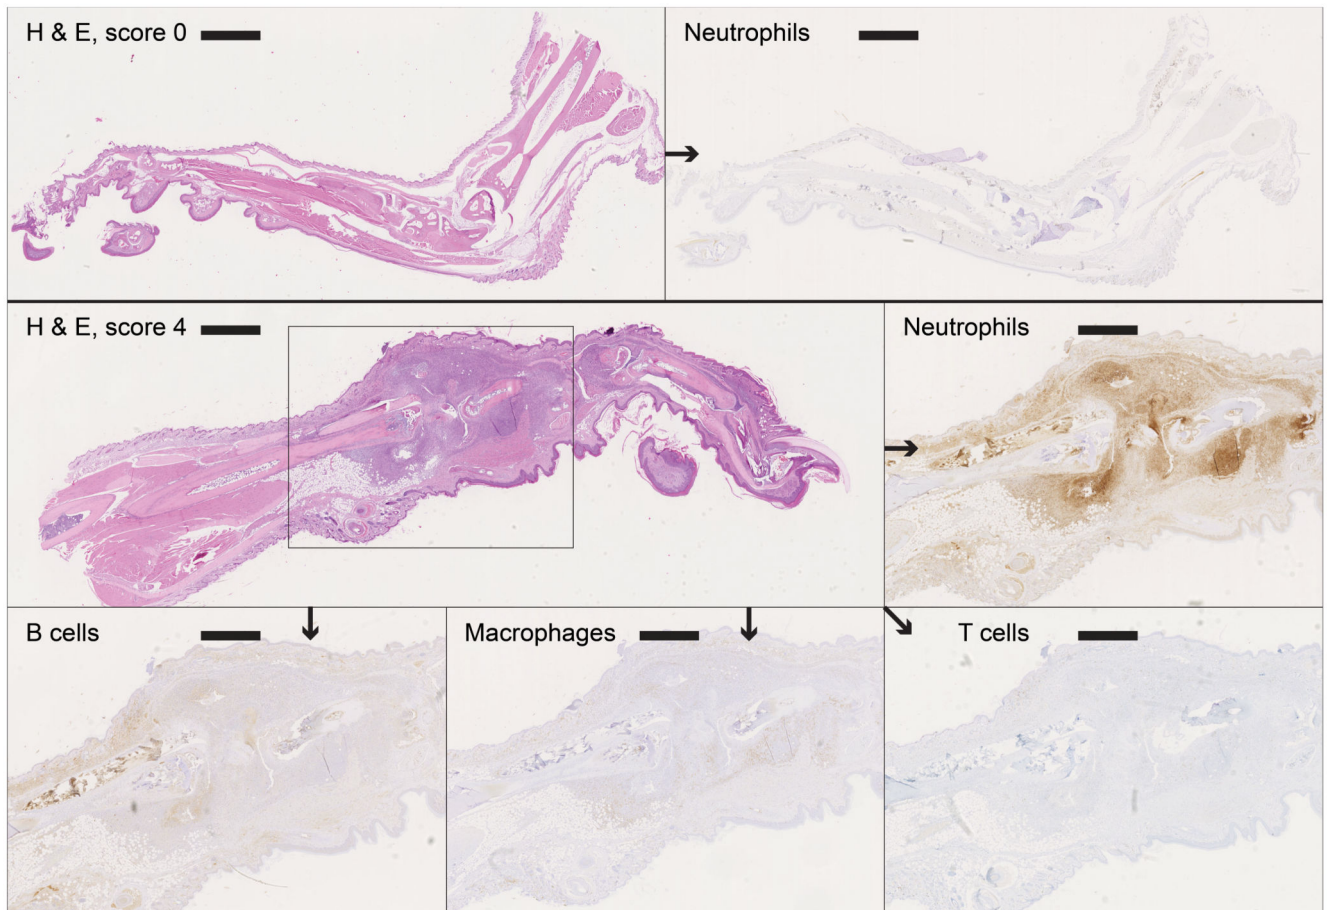 H & E, score 0
Neutrophils
H & E, score 4
Neutrophils
B cells
Macrophages
T cells